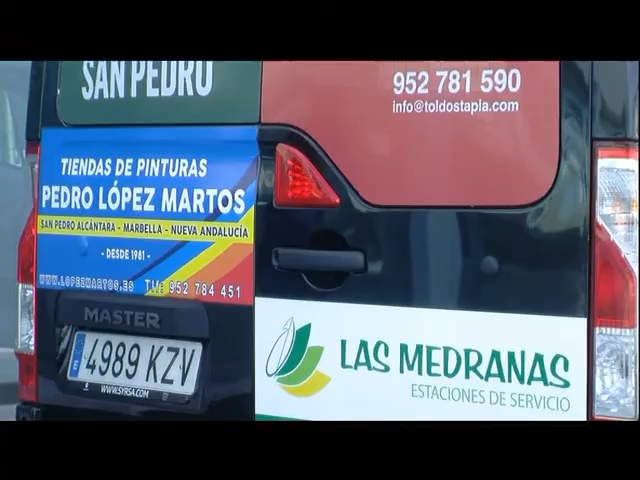 SAN PEDRO
952 781 590
info@toldostapia.com
TIENDAS DE PINTURAS
PEDRO LÓPEZ MARTOS
SAN PEDRO ALCÁNTARA - MARBELLA - NUEVA ANDALUCÍA
- DESDE 1981 -
WWW.LOPEZMARTOS.ES TLF: 952 784 451
MASTER
E 4989 KZV
WWW.SYRSA.COM
LAS MEDRANAS
ESTACIONES DE SERVICIO